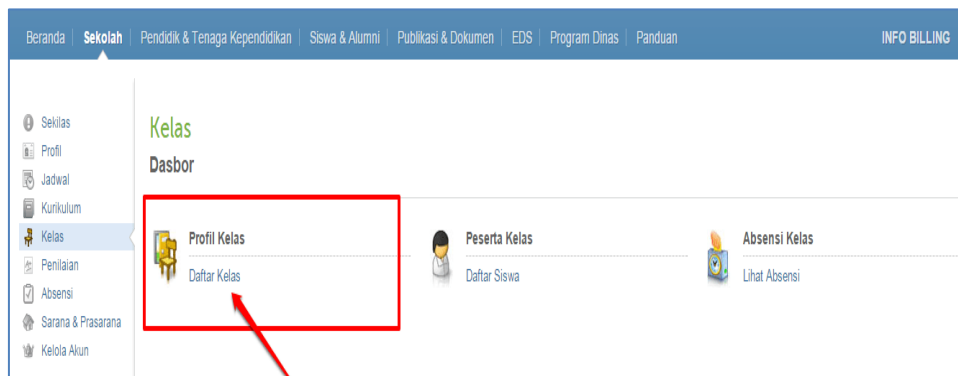 Beranda | Sekolah | Pendidik & Tenaga Kependidikan | Siswa & Alumni | Publikasi & Dokumen | EDS | Program Dinas | Panduan INFO BILLING
Sekilas
Profil
Jadwal
Kurikulum
Kelas
Penilaian
Absensi
Sarana & Prasarana
Kelola Akun
Kelas
Dasbor
Profil Kelas
Daftar Kelas
Peserta Kelas
Daftar Siswa
Absensi Kelas
Lihat Absensi